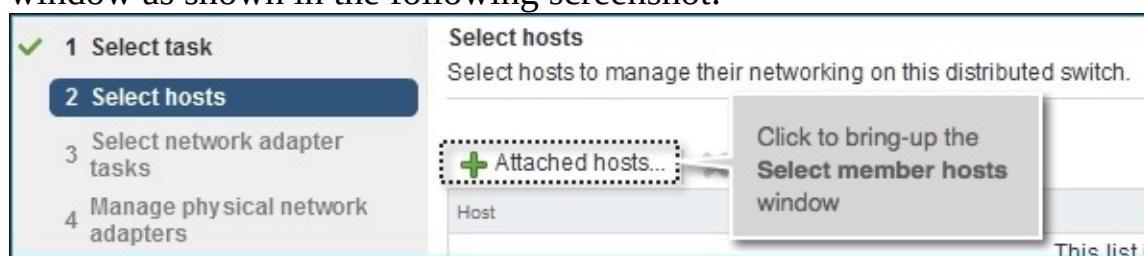 window as shown in the following screenshot:
1 Select task
2 Select hosts
3 Select network adapter
tasks
4 Manage physical network
adapters
Select hosts
Select hosts to manage their networking on this distributed switch.
Attached hosts...
Click to bring-up the
Select member hosts
window
Host
This list i